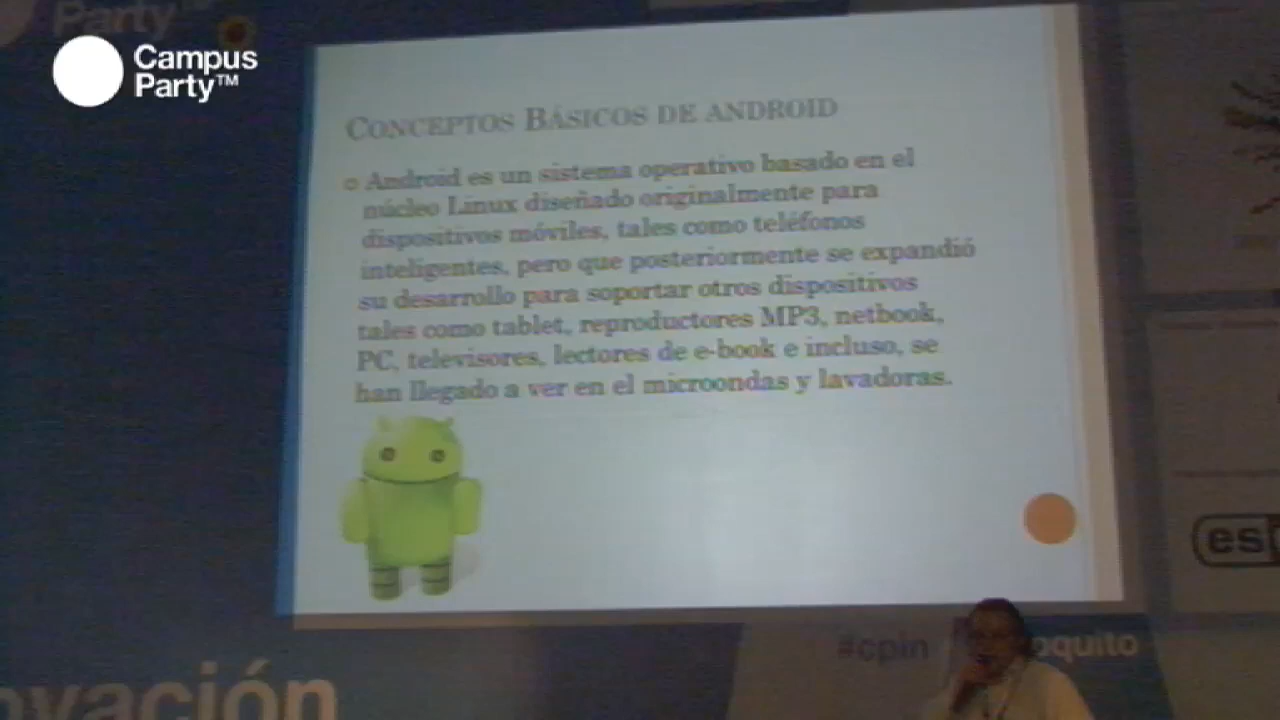 Party™
Campus
Party™
CONCEPTOS BÁSICOS DE ANDROID
Android es un sistema operativo basado en el
núcleo Linux diseñado originalmente para
dispositivos móviles, tales como teléfonos
inteligentes, pero que posteriormente se expandió
su desarrollo para soportar otros dispositivos
tales como tablet, reproductores MP3, netbook,
PC, televisores, lectores de e-book e incluso, se
han llegado a ver en el microondas y lavadoras.
es
#cpin
oquito
ovación